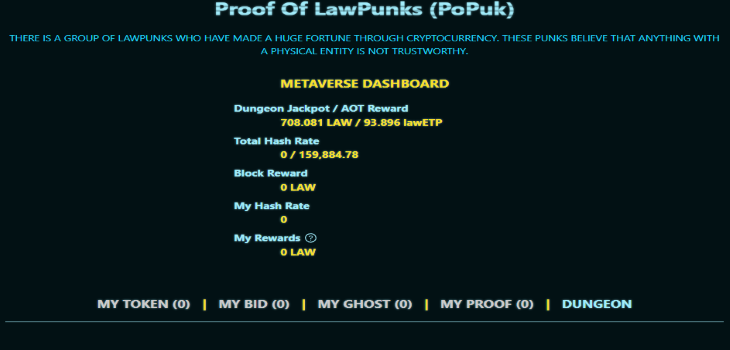 Proof Of LawPunks (PoPuk)
THERE IS A GROUP OF LAWPUNKS WHO HAVE MADE A HUGE FORTUNE THROUGH CRYPTOCURRENCY. THESE PUNKS BELIEVE THAT ANYTHING WITH
A PHYSICAL ENTITY IS NOT TRUSTWORTHY.
METAVERSE DASHBOARD
Dungeon Jackpot / AOT Reward
708.081 LAW / 93.896 lawETP
Total Hash Rate
0 / 159,884.78
Block Reward
0 LAW
My Hash Rate
0
My Rewards ?
0 LAW
MY TOKEN (0) | MY BID (0) | MY GHOST (0) | MY PROOF (0) | DUNGEON